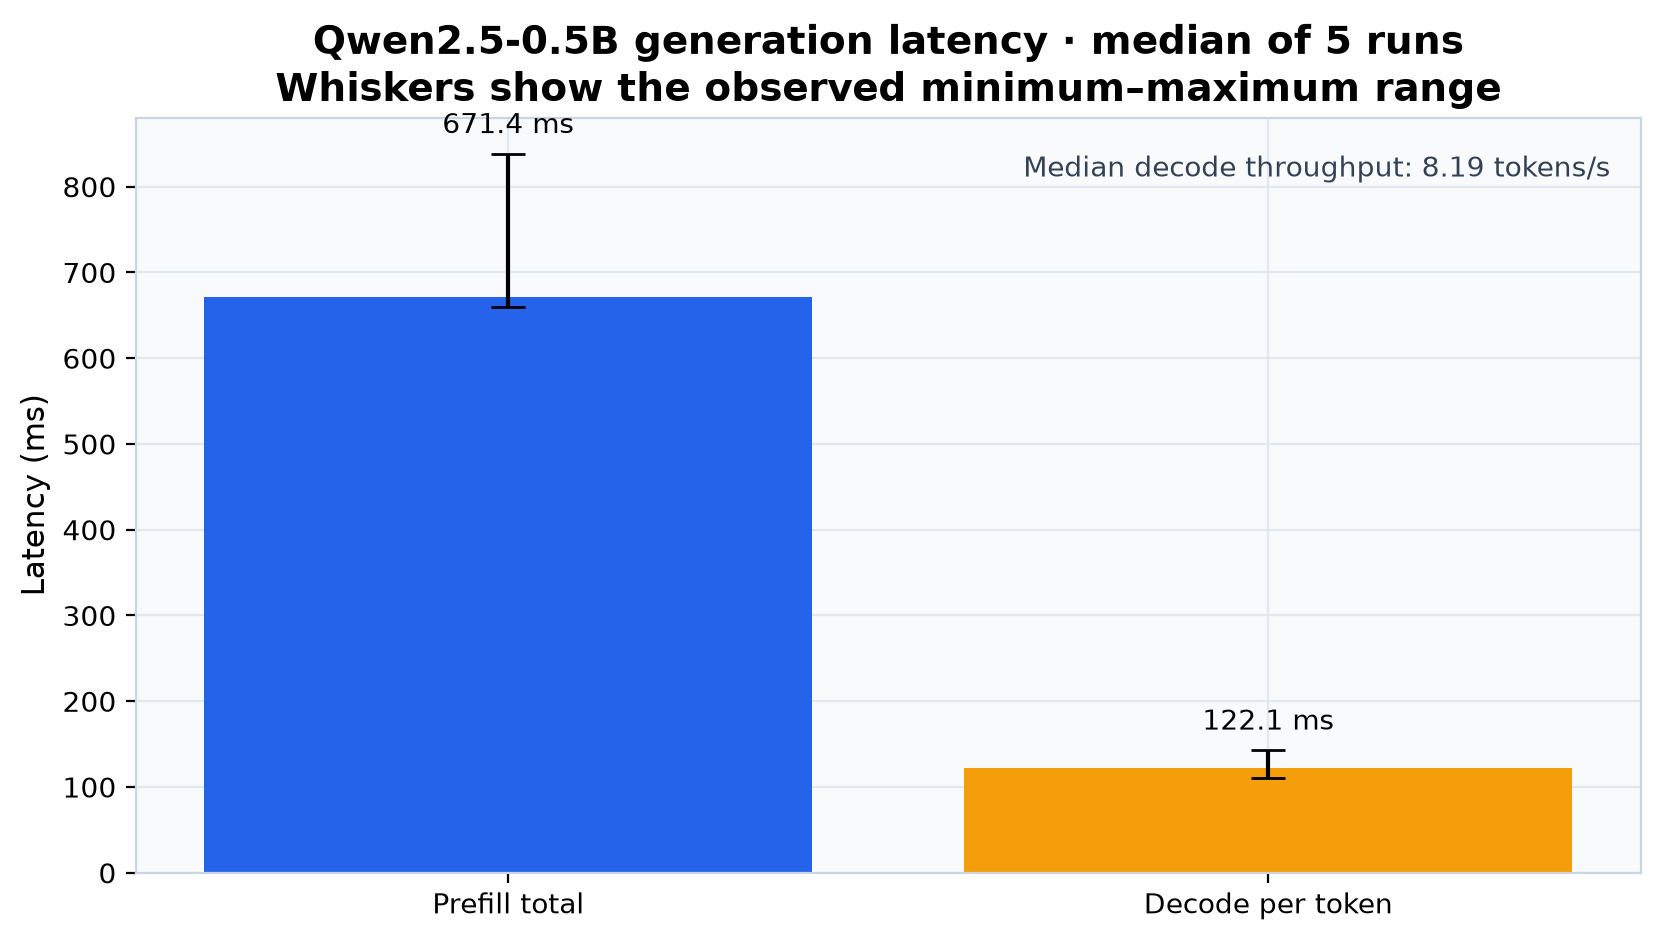 Qwen2.5-0.5B generation latency · median of 5 runs
Whiskers show the observed minimum–maximum range
671.4 ms
Median decode throughput: 8.19 tokens/s
800
700
600
500
400
300
200
100
0
Latency (ms)
122.1 ms
Prefill total
Decode per token